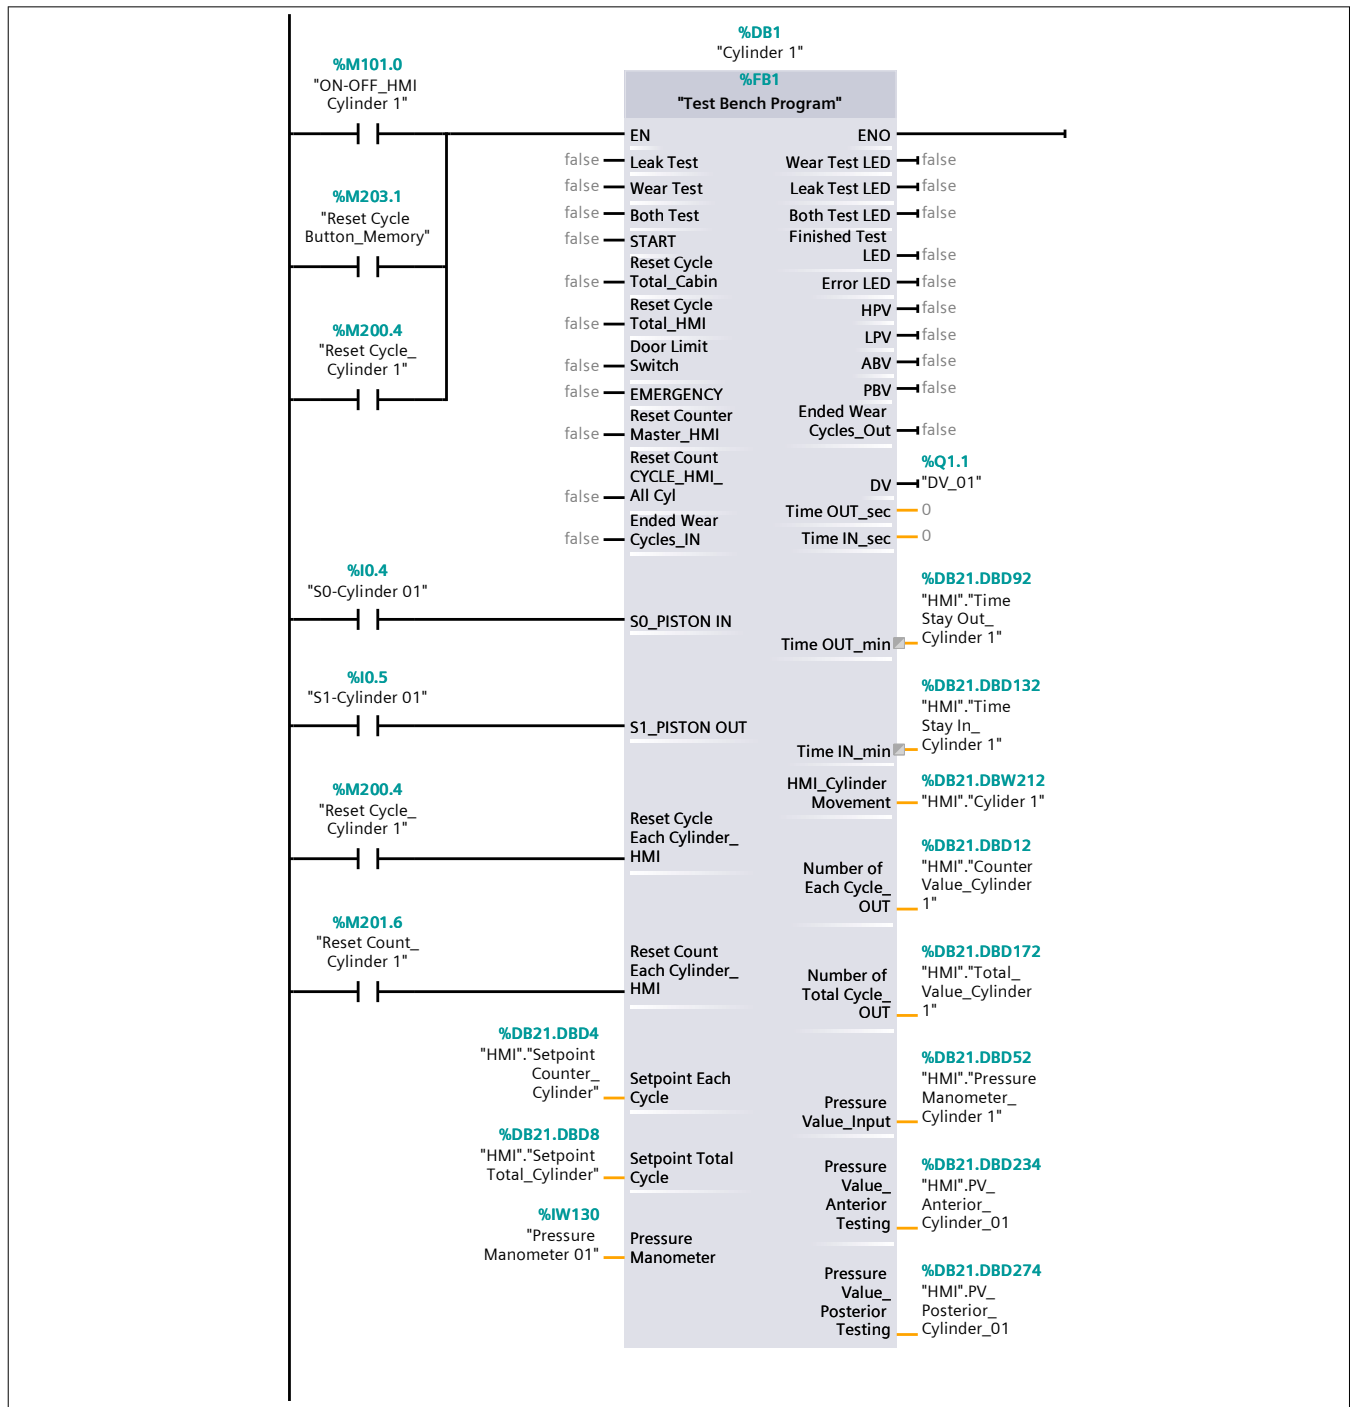 %DB1
"Cylinder 1"
%FB1
"Test Bench Program"
%M101.0
"ON-OFF_HMI
Cylinder 1"
%M203.1
"Reset Cycle
Button_Memory"
%M200.4
"Reset Cycle_
Cylinder 1"
EN
false Leak Test
false Wear Test
false Both Test
false START
Reset Cycle
false Total_Cabin
Reset Cycle
false Total_HMI
Door Limit
false Switch
false EMERGENCY
Reset Counter
false Master_HMI
Reset Count
CYCLE_HMI_
false All Cyl
Ended Wear
false Cycles_IN
%I0.4
"S0-Cylinder 01"
S0_PISTON IN
%I0.5
"S1-Cylinder 01"
S1_PISTON OUT
%M200.4
"Reset Cycle_
Cylinder 1"
Reset Cycle
Each Cylinder_
HMI
%M201.6
"Reset Count_
Cylinder 1"
Reset Count
Each Cylinder_
HMI
%DB21.DBD4
"HMI"."Setpoint
Counter_
Cylinder"
Setpoint Each
Cycle
%DB21.DBD8
"HMI"."Setpoint
Total_Cylinder"
Setpoint Total
Cycle
%IW130
"Pressure
Manometer 01"
Pressure
Manometer
ENO
Wear Test LED false
Leak Test LED false
Both Test LED false
Finished Test
LED false
Error LED false
HPV false
LPV false
ABV false
PBV false
Ended Wear
Cycles_Out false
%Q1.1
DV "DV_01"
Time OUT_sec 0
Time IN_sec 0
%DB21.DBD92
"HMI"."Time
Stay Out_
Cylinder 1"
Time OUT_min
%DB21.DBD132
"HMI"."Time
Stay In_
Cylinder 1"
Time IN_min
HMI_Cylinder
Movement
%DB21.DBW212
"HMI"."Cylider 1"
%DB21.DBD12
"HMI"."Counter
Value_Cylinder
1"
Number of
Each Cycle_
OUT
%DB21.DBD172
"HMI"."Total_
Value_Cylinder
1"
Number of
Total Cycle_
OUT
%DB21.DBD52
"HMI"."Pressure
Manometer_
Cylinder 1"
Pressure
Value_Input
%DB21.DBD234
"HMI".PV_
Anterior_
Cylinder_01
Pressure
Value_
Anterior
Testing
%DB21.DBD274
"HMI".PV_
Posterior_
Cylinder_01
Pressure
Value_
Posterior
Testing